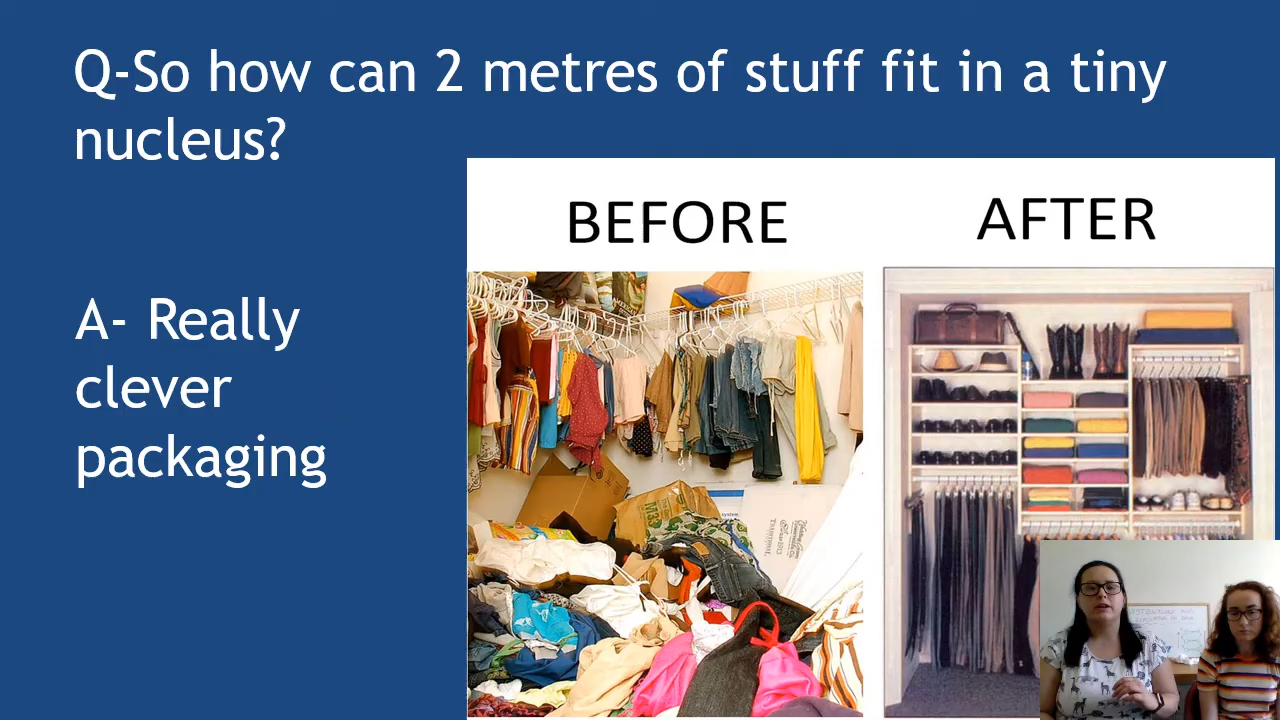 Q-So how can 2 metres of stuff fit in a tiny
nucleus?
BEFORE
AFTER
A- Really
clever
packaging